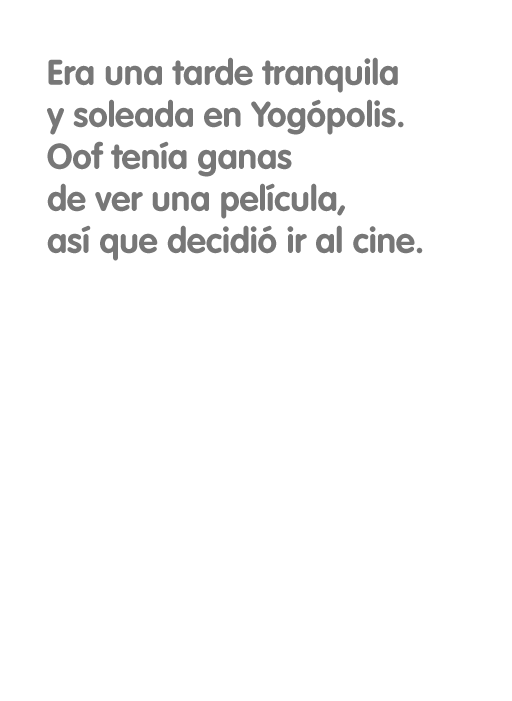 Era una tarde tranquila
y soleada en Yogópolis.
Oof tenía ganas
de ver una película,
así que decidió ir al cine.